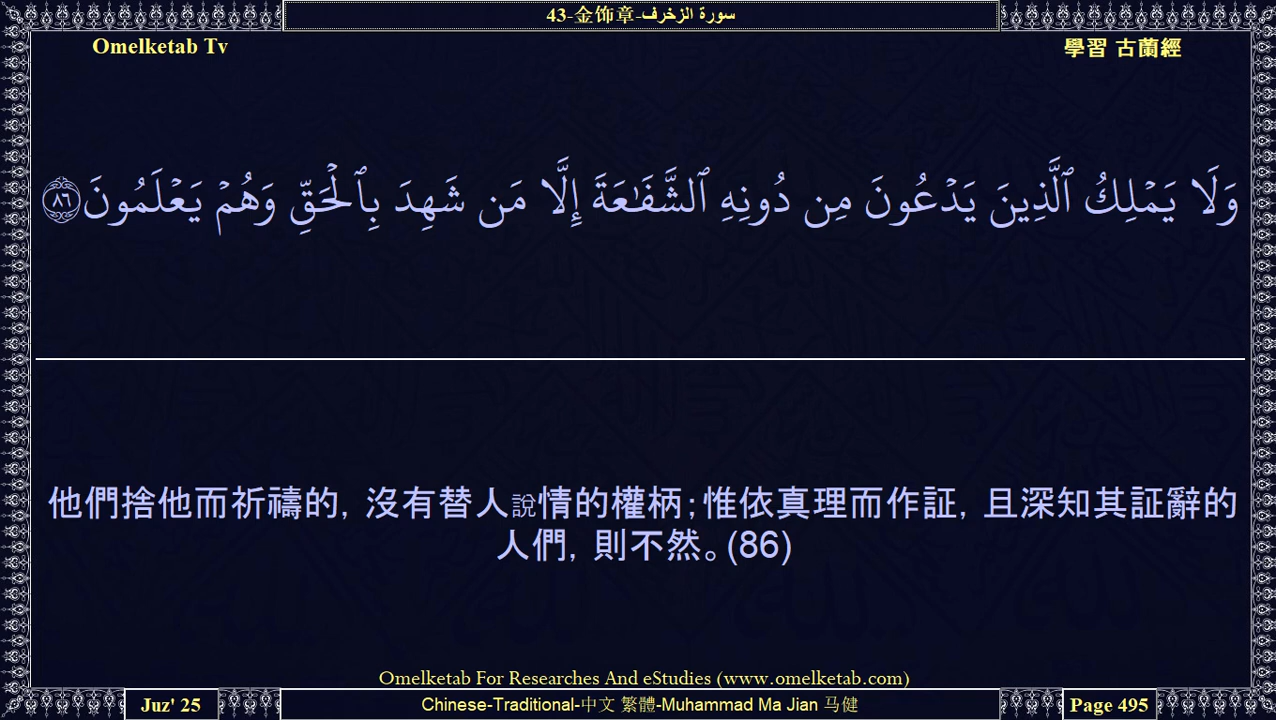 43-金饰章-سورة الزخرف
Omelketab Tv
學習 古蘭經
وَلَا يَمۡلِكُ ٱلَّذِينَ يَدۡعُونَ مِن دُونِهِ ٱلشَّفَٰعَةَ إِلَّا مَن شَهِدَ بِٱلۡحَقِّ وَهُمۡ يَعۡلَمُونَ ٨٦
他們捨他而祈禱的，沒有替人說情的權柄；惟依真理而作証，且深知其証辭的
人們，則不然。(86)
Omelketab For Researches And eStudies (www.omelketab.com)
Juz' 25
Chinese-Traditional-中文 繁體-Muhammad Ma Jian 马健
Page 495